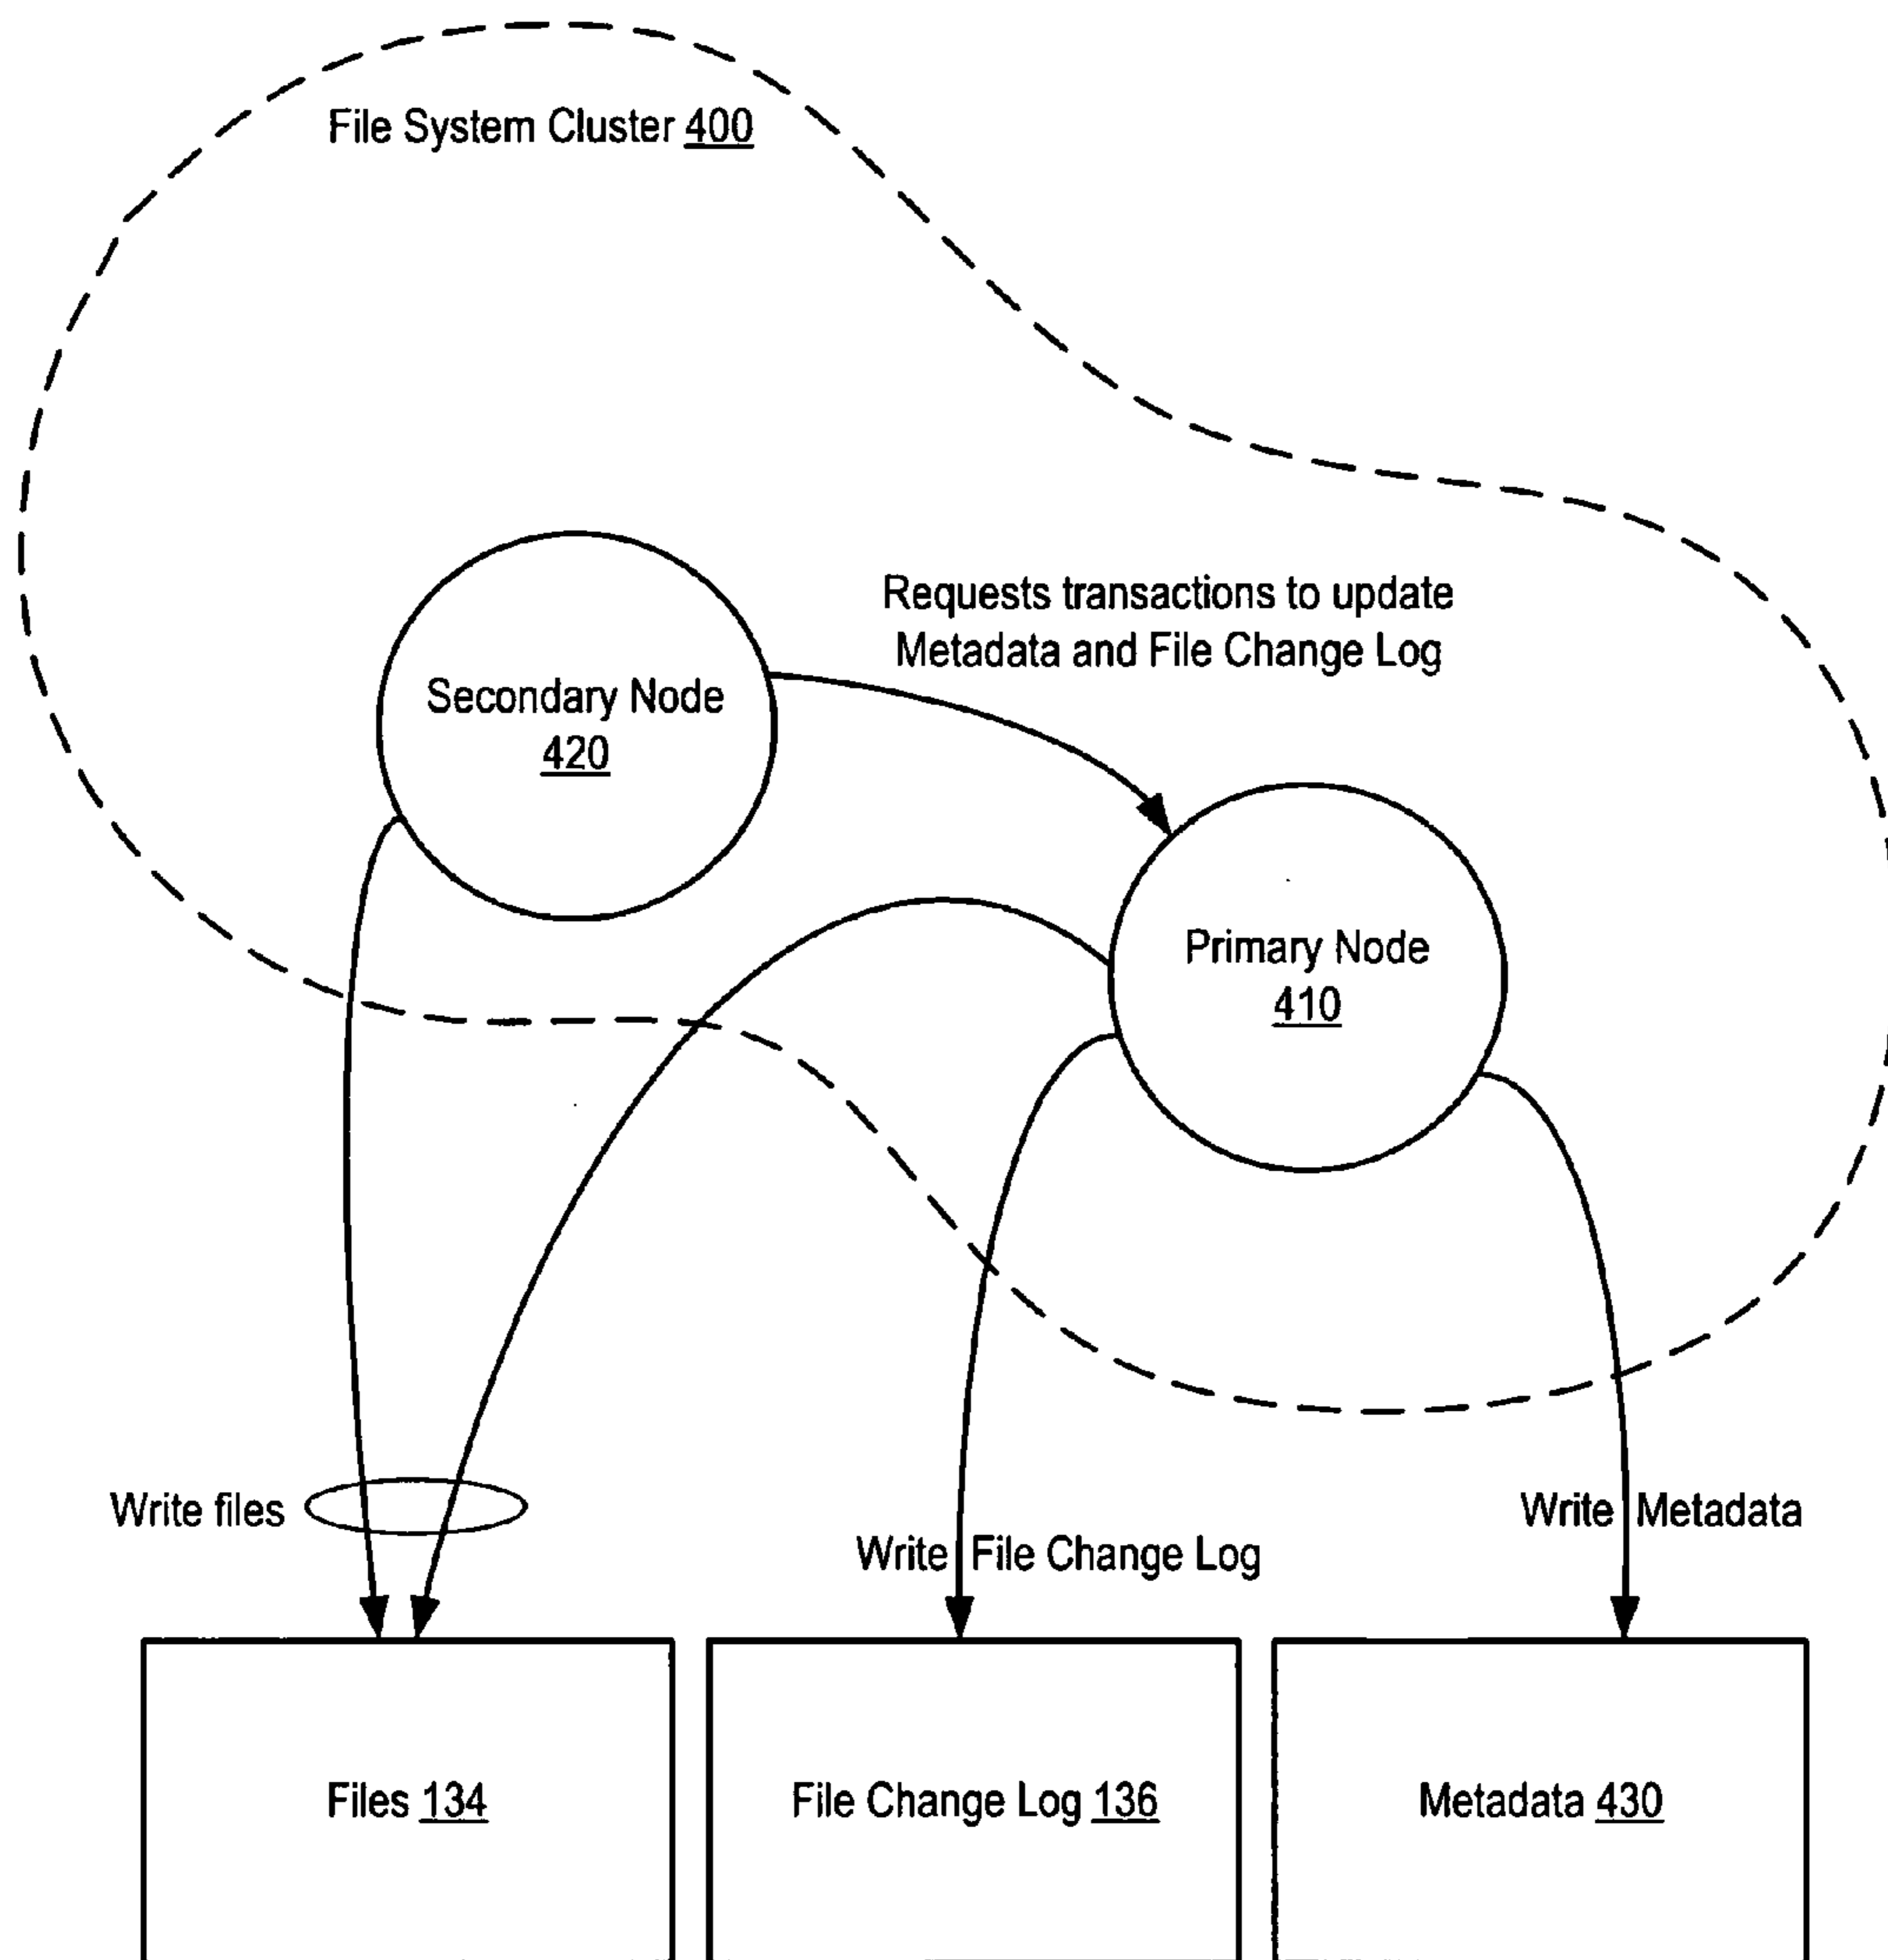 File System Cluster 400
Requests transactions to update
Metadata and File Change Log
Secondary Node
420
Primary Node
410
Write files
Write Metadata
Write File Change Log
Files 134
File Change Log 136
Metadata 430